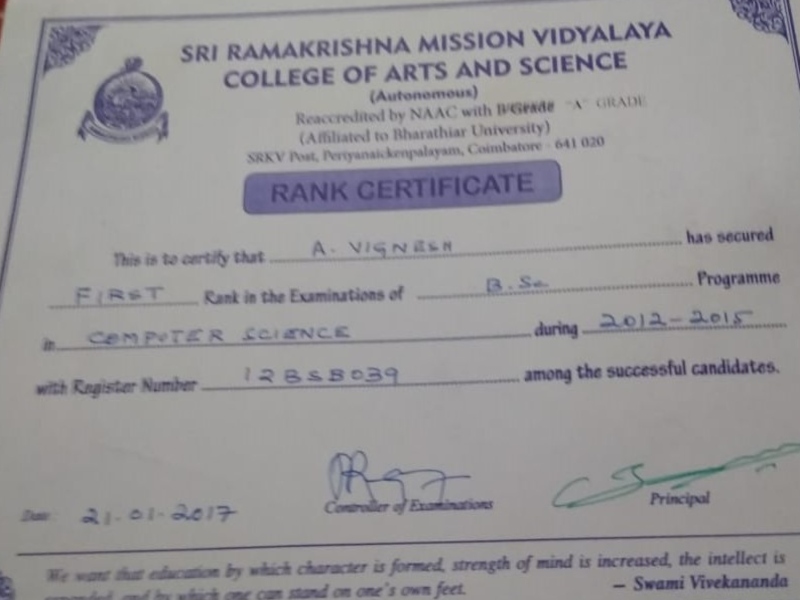 SRI RAMAKRISHNA MISSION VIDYALAYA
COLLEGE OF ARTS AND SCIENCE
(Autonomous)
Reaccredited by NAAC with "A" GRADE
(Affiliated to Bharathiar University)
SRKV Post, Periyanaickenpalayam, Coimbatore - 641 020
RANK CERTIFICATE
This is to certify that A. VIGNESH has secured
FIRST Rank in the Examinations of B.Sc Programme
in COMPUTER SCIENCE during 2012-2015
with Register Number 12BSB039 among the successful candidates.
Date: 21.01.2017 Controller of Examinations Principal
We want that education by which character is formed, strength of mind is increased, the intellect is
expanded, and by which one can stand on one's own feet.
– Swami Vivekananda